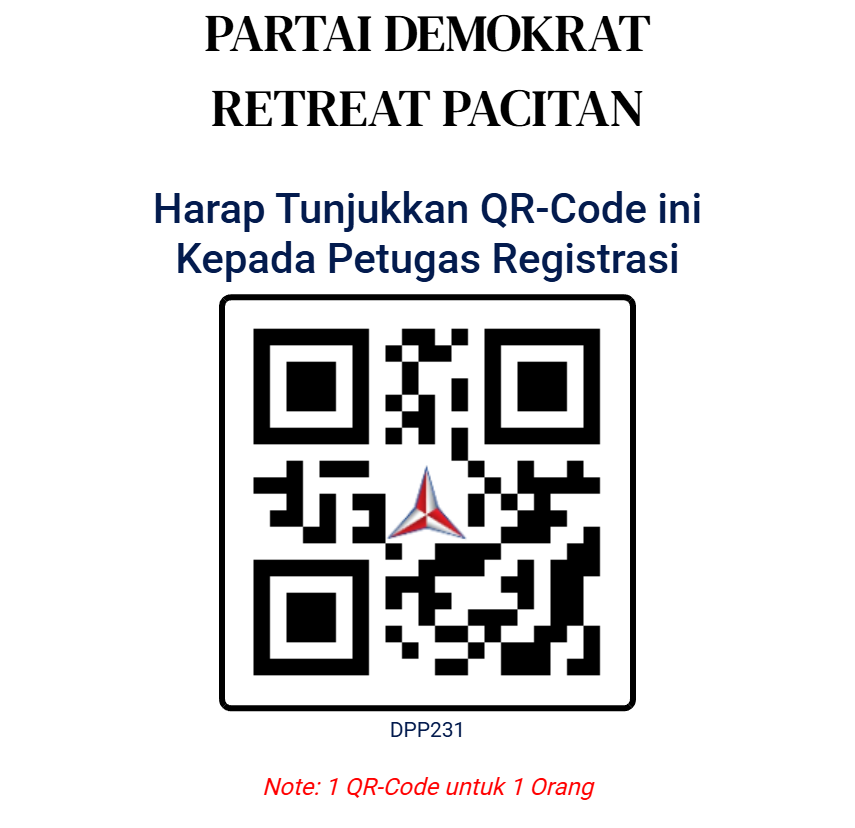 PARTAI DEMOKRAT
RETREAT PACITAN
Harap Tunjukkan QR-Code ini
Kepada Petugas Registrasi
DPP231
Note: 1 QR-Code untuk 1 Orang